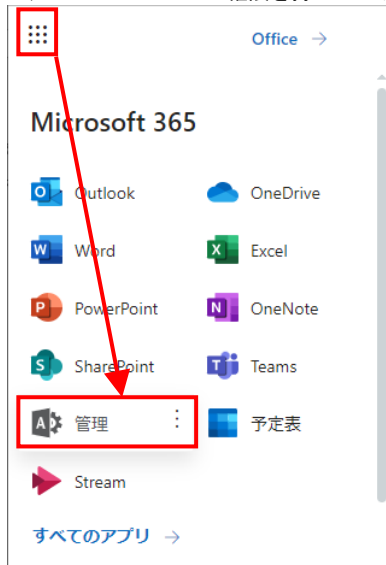 Office →
Microsoft 365
Outlook
OneDrive
Word
Excel
PowerPoint
OneNote
SharePoint
Teams
管理
予定表
Stream
すべてのアプリ →